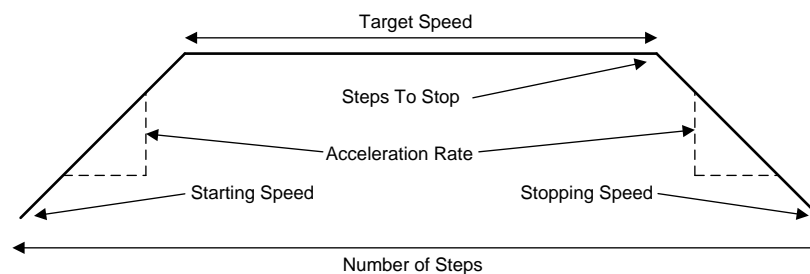 Target Speed
Steps To Stop
Acceleration Rate
Starting Speed
Stopping Speed
Number of Steps